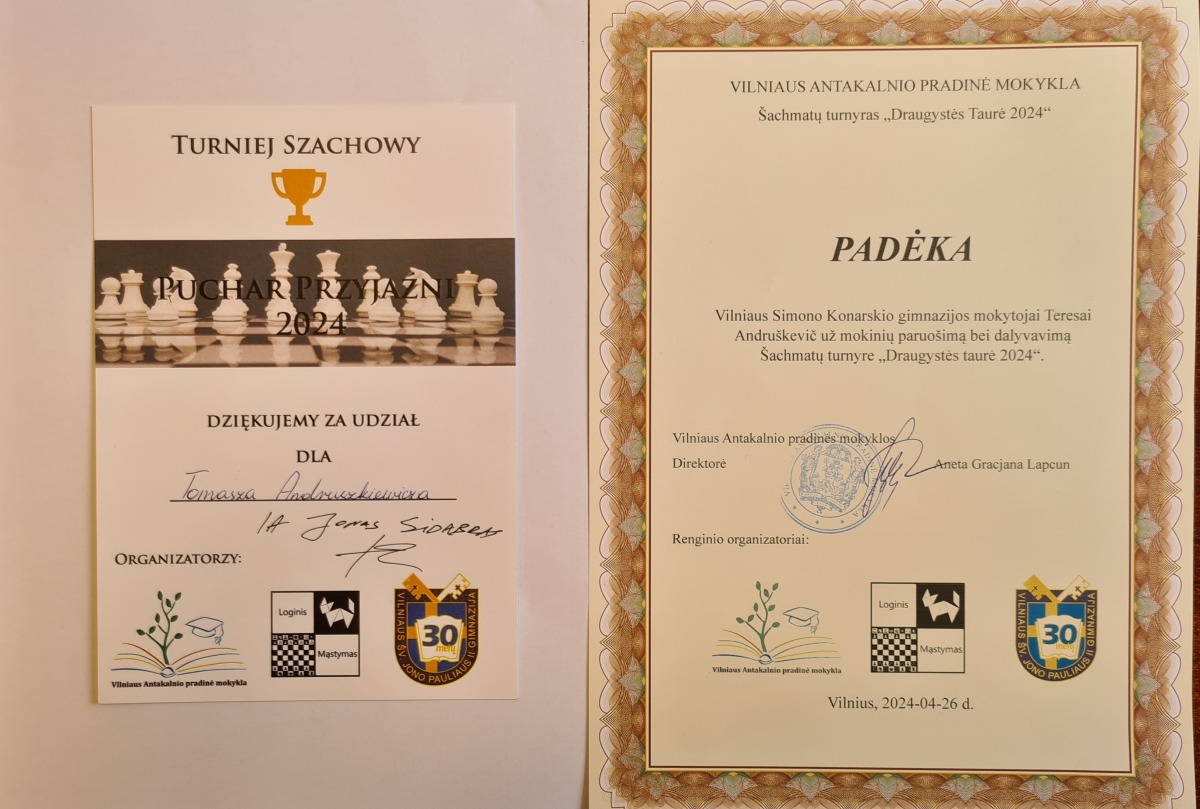 TURNIEJ SZACHOWY
PUCHAR PRZYJAŹNI
2024
DZIĘKUJEMY ZA UDZIAŁ
DLA
Tomasza Andruszkiewicza
IA JONAS SIDABRAS
ORGANIZATORZY:
Vilniaus Antakalnio pradinė mokykla
Loginis
Mąstymas
VILNIAUS ŠV. JONO PAULIAUS II GIMNAZIJA
30
metų
VILNIAUS ANTAKALNIO PRADINĖ MOKYKLA
Šachmatų turnyras „Draugystės Taurė 2024“
PADĖKA
Vilniaus Simono Konarskio gimnazijos mokytojai Teresai
Andruškevič už mokinių paruošimą bei dalyvavimą
Šachmatų turnyre „Draugystės taurė 2024“.
Vilniaus Antakalnio pradinės mokyklos
Direktorė Aneta Gracjana Lapcun
Renginio organizatoriai:
Vilniaus Antakalnio pradinė mokykla
Loginis
Mąstymas
VILNIAUS ŠV. JONO PAULIAUS II GIMNAZIJA
30
metų
Vilnius, 2024-04-26 d.